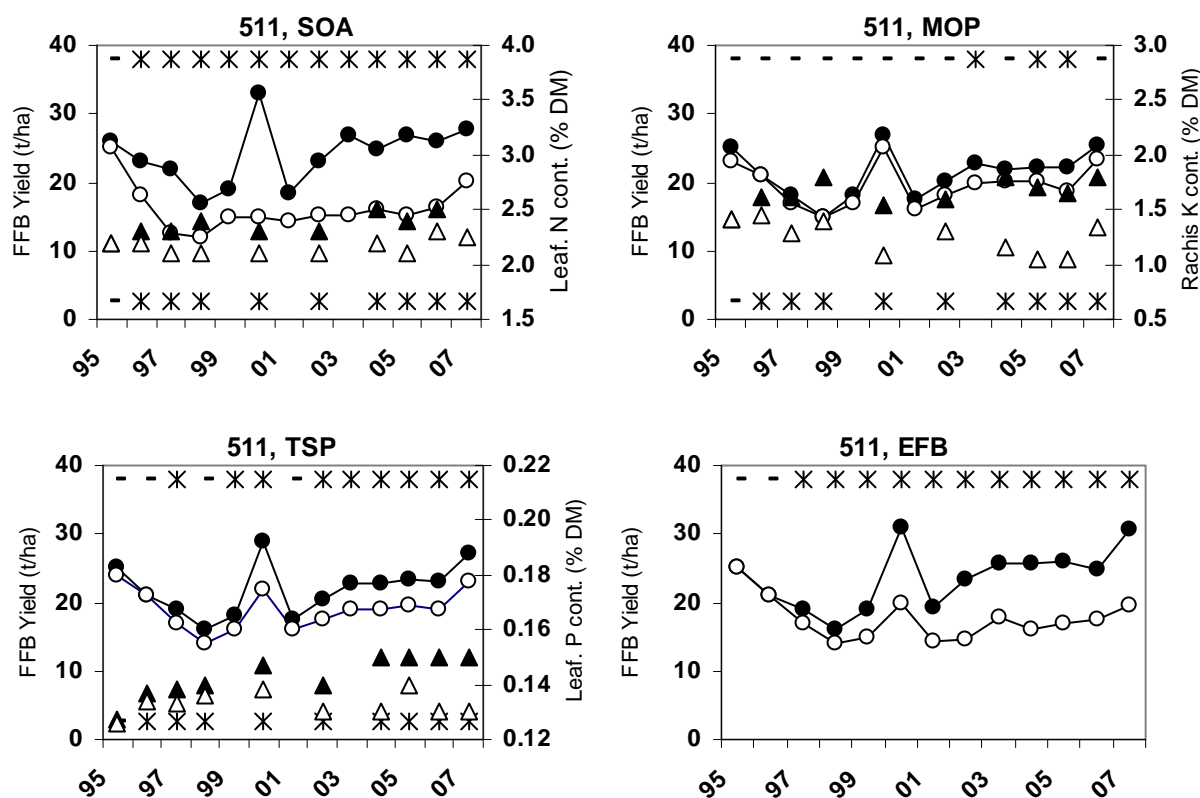 511, SOA
40
30
20
10
0
FFB Yield (t/ha)
4.0
3.5
3.0
2.5
2.0
1.5
Leaf. N cont. (% DM)
95 97 99 01 03 05 07
511, MOP
40
30
20
10
0
FFB Yield (t/ha)
3.0
2.5
2.0
1.5
1.0
0.5
Rachis K cont. (% DM)
95 97 99 01 03 05 07
511, TSP
40
30
20
10
0
FFB Yield (t/ha)
0.22
0.20
0.18
0.16
0.14
0.12
Leaf. P cont. (% DM)
95 97 99 01 03 05 07
511, EFB
40
30
20
10
0
FFB Yield (t/ha)
95 97 99 01 03 05 07